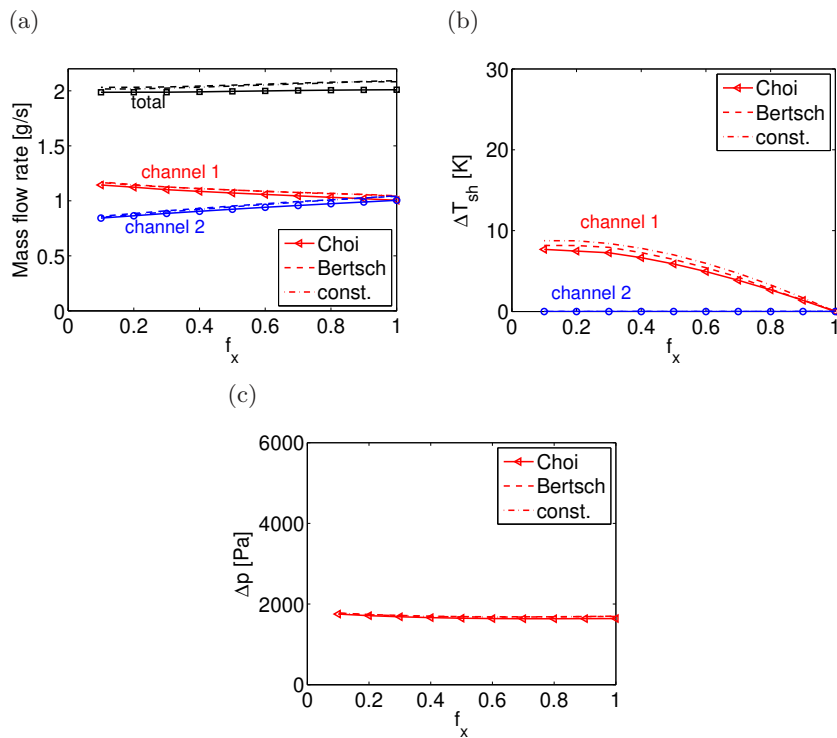 (a)
Mass flow rate [g/s]
2
1.5
1
0.5
0
total
channel 1
channel 2
Choi
Bertsch
const.
0 0.2 0.4 0.6 0.8 1
f_x
(b)
ΔT_sh [K]
30
20
10
0
Choi
Bertsch
const.
channel 1
channel 2
0 0.2 0.4 0.6 0.8 1
f_x
(c)
Δp [Pa]
6000
4000
2000
0
Choi
Bertsch
const.
0 0.2 0.4 0.6 0.8 1
f_x